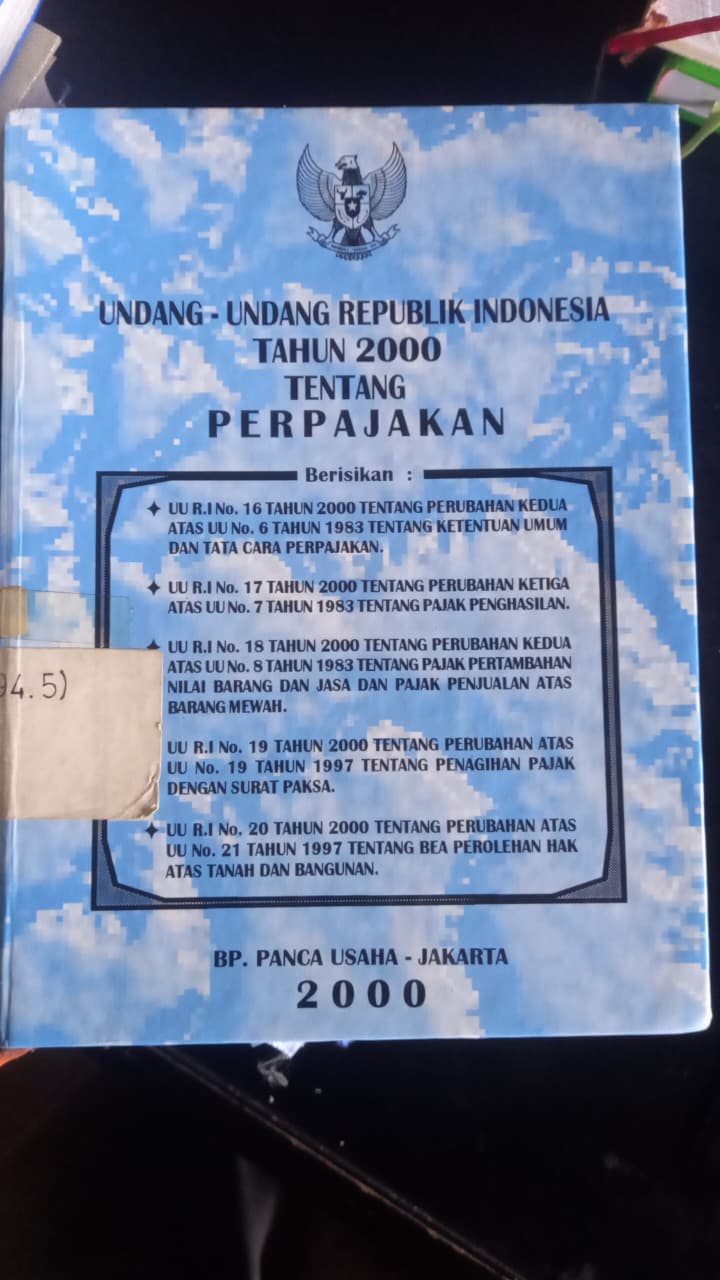 UNDANG - UNDANG REPUBLIK INDONESIA
TAHUN 2000
TENTANG
PERPAJAKAN
Berisikan :
UU R.I No. 16 TAHUN 2000 TENTANG PERUBAHAN KEDUA
ATAS UU No. 6 TAHUN 1983 TENTANG KETENTUAN UMUM
DAN TATA CARA PERPAJAKAN.
UU R.I No. 17 TAHUN 2000 TENTANG PERUBAHAN KETIGA
ATAS UU No. 7 TAHUN 1983 TENTANG PAJAK PENGHASILAN.
UU R.I No. 18 TAHUN 2000 TENTANG PERUBAHAN KEDUA
ATAS UU No. 8 TAHUN 1983 TENTANG PAJAK PERTAMBAHAN
NILAI BARANG DAN JASA DAN PAJAK PENJUALAN ATAS
BARANG MEWAH.
94.5)
UU R.I No. 19 TAHUN 2000 TENTANG PERUBAHAN ATAS
UU No. 19 TAHUN 1997 TENTANG PENAGIHAN PAJAK
DENGAN SURAT PAKSA.
UU R.I No. 20 TAHUN 2000 TENTANG PERUBAHAN ATAS
UU No. 21 TAHUN 1997 TENTANG BEA PEROLEHAN HAK
ATAS TANAH DAN BANGUNAN.
BP. PANCA USAHA - JAKARTA
2000